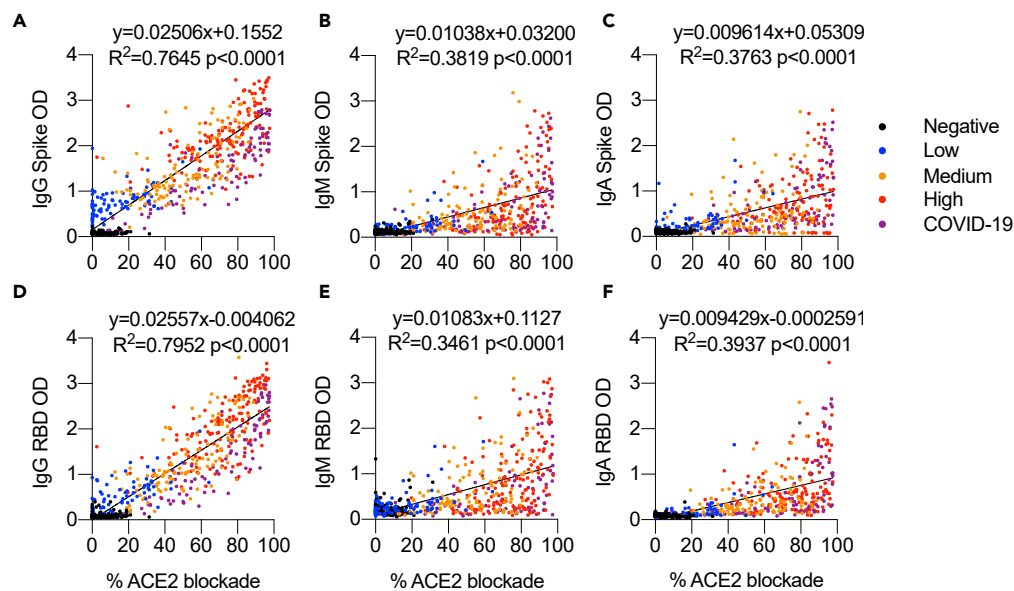 A
y=0.02506x+0.1552
R2=0.7645 p<0.0001
IgG Spike OD
4
3
2
1
0
0 20 40 60 80 100
B
y=0.01038x+0.03200
R2=0.3819 p<0.0001
IgM Spike OD
4
3
2
1
0
0 20 40 60 80 100
C
y=0.009614x+0.05309
R2=0.3763 p<0.0001
IgA Spike OD
4
3
2
1
0
0 20 40 60 80 100
Negative
Low
Medium
High
COVID-19
D
y=0.02557x-0.004062
R2=0.7952 p<0.0001
IgG RBD OD
4
3
2
1
0
0 20 40 60 80 100
% ACE2 blockade
E
y=0.01083x+0.1127
R2=0.3461 p<0.0001
IgM RBD OD
4
3
2
1
0
0 20 40 60 80 100
% ACE2 blockade
F
y=0.009429x-0.0002591
R2=0.3937 p<0.0001
IgA RBD OD
4
3
2
1
0
0 20 40 60 80 100
% ACE2 blockade